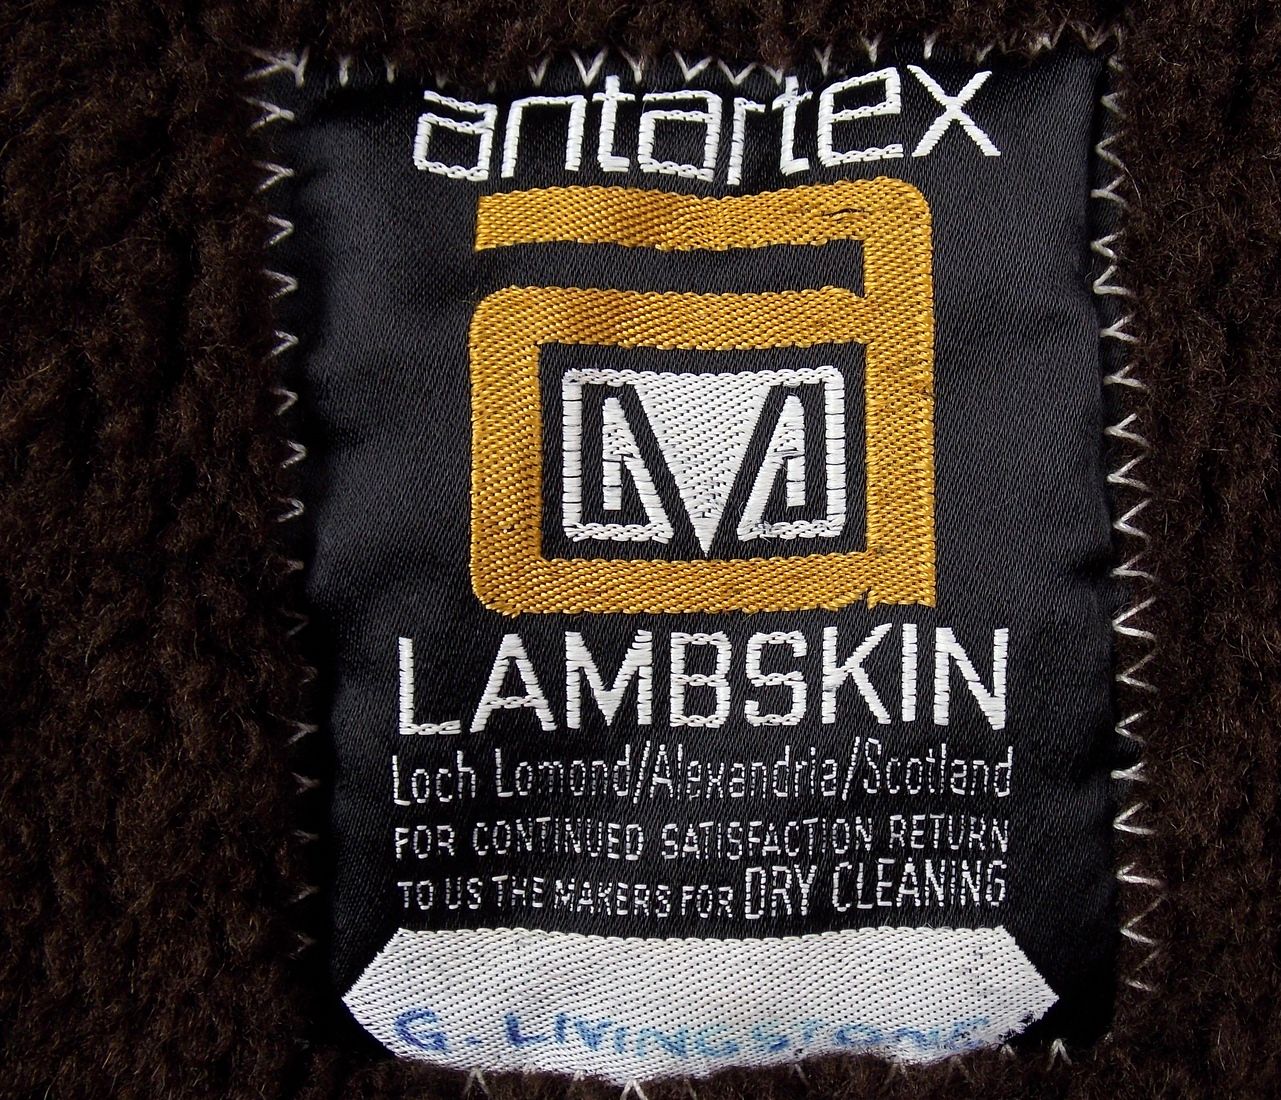 antartex
a
LAMBSKIN
Loch Lomond/Alexandria/Scotland
FOR CONTINUED SATISFACTION RETURN
TO US THE MAKERS FOR DRY CLEANING
G. LIVINGSTONE